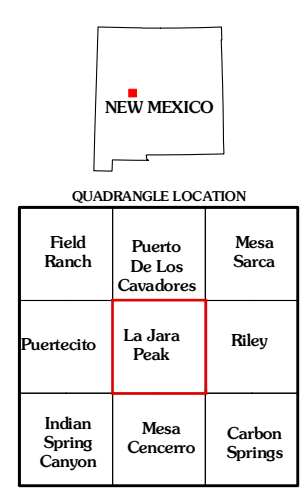 NEW MEXICO
QUADRANGLE LOCATION
Field
Ranch
Puerto
De Los
Cavadores
Mesa
Sarca
Puertecito
La Jara
Peak
Riley
Indian
Spring
Canyon
Mesa
Cencerro
Carbon
Springs